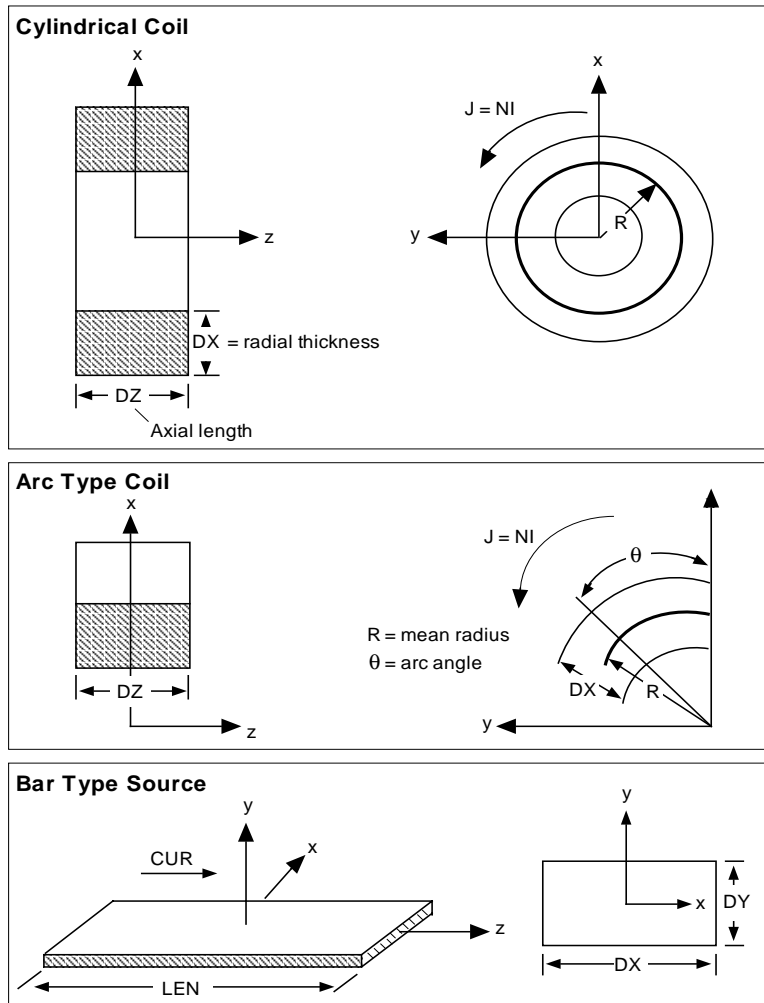 Cylindrical Coil
x
z
DX = radial thickness
DZ
Axial length
x
J = NI
y
R
Arc Type Coil
x
DZ
z
J = NI
θ
R = mean radius
θ = arc angle
DX
R
y
Bar Type Source
y
x
CUR
z
LEN
y
x
DY
DX